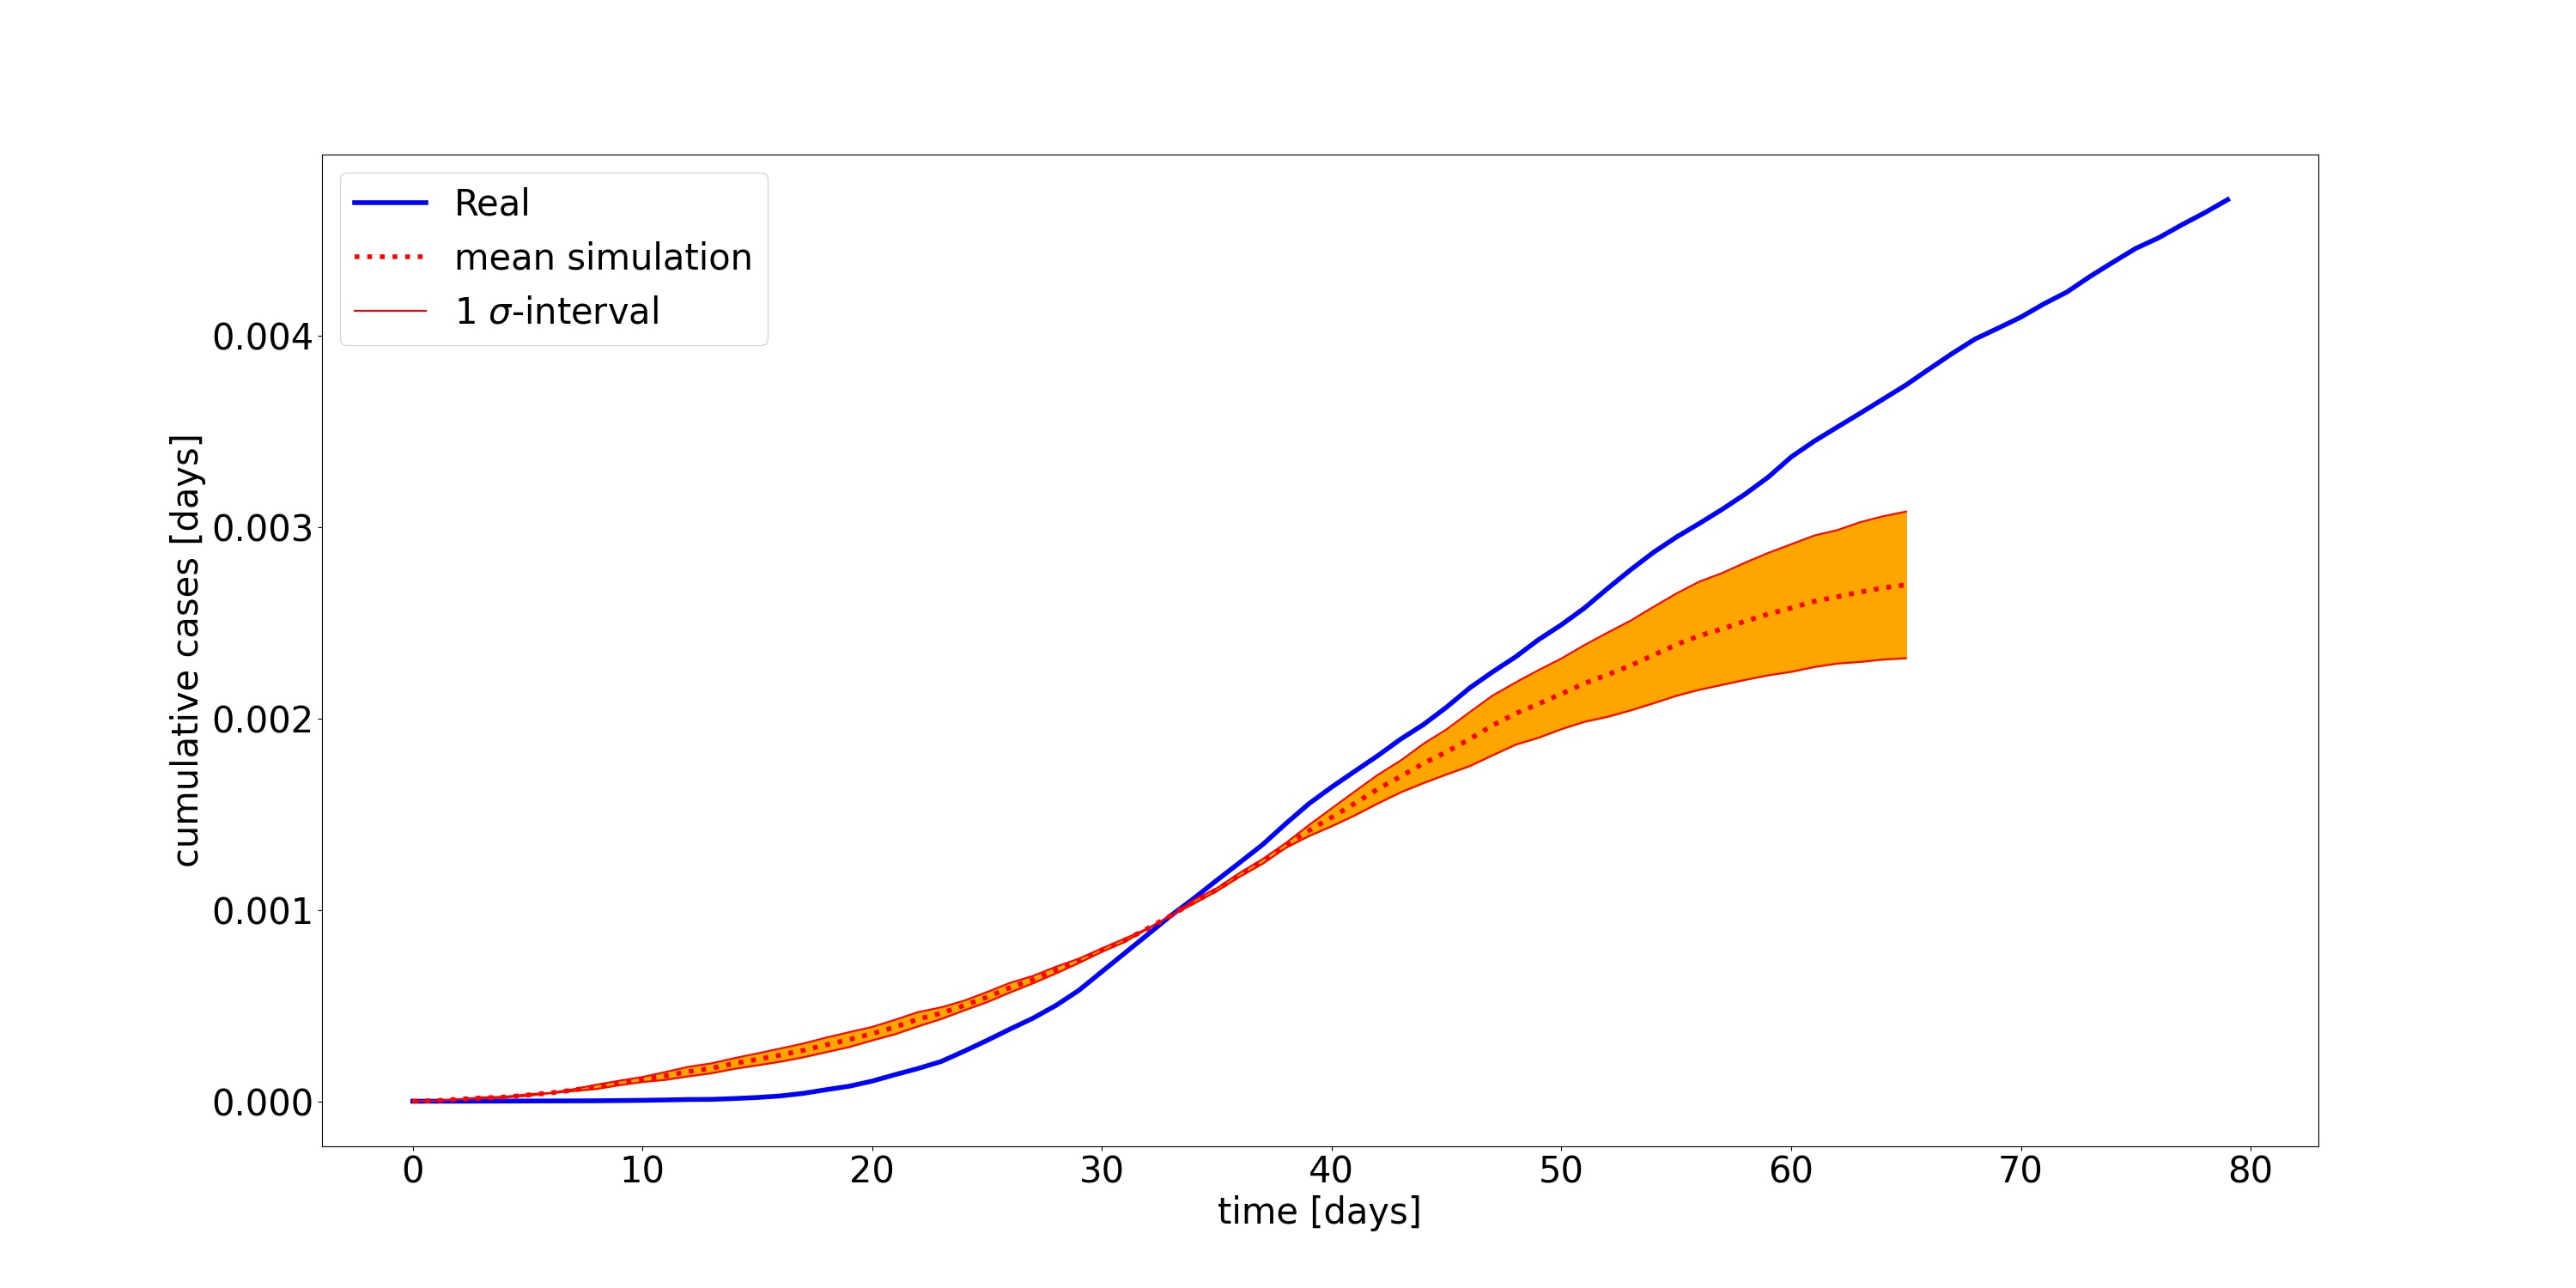 Real
mean simulation
1 σ-interval
cumulative cases [days]
0.004
0.003
0.002
0.001
0.000
0 10 20 30 40 50 60 70 80
time [days]